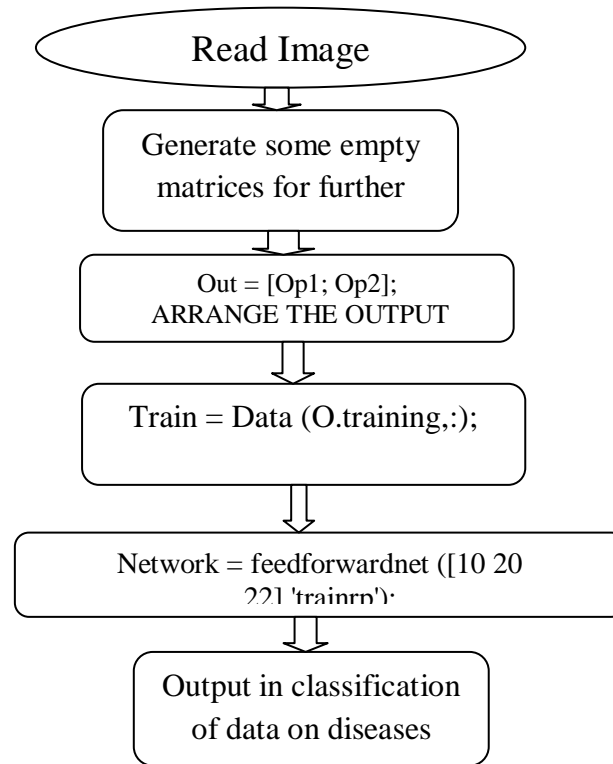 Read Image
Generate some empty
matrices for further
Out = [Op1; Op2];
ARRANGE THE OUTPUT
Train = Data (O.training,:);
Network = feedforwardnet ([10 20
22] 'trainrp');
Output in classification
of data on diseases